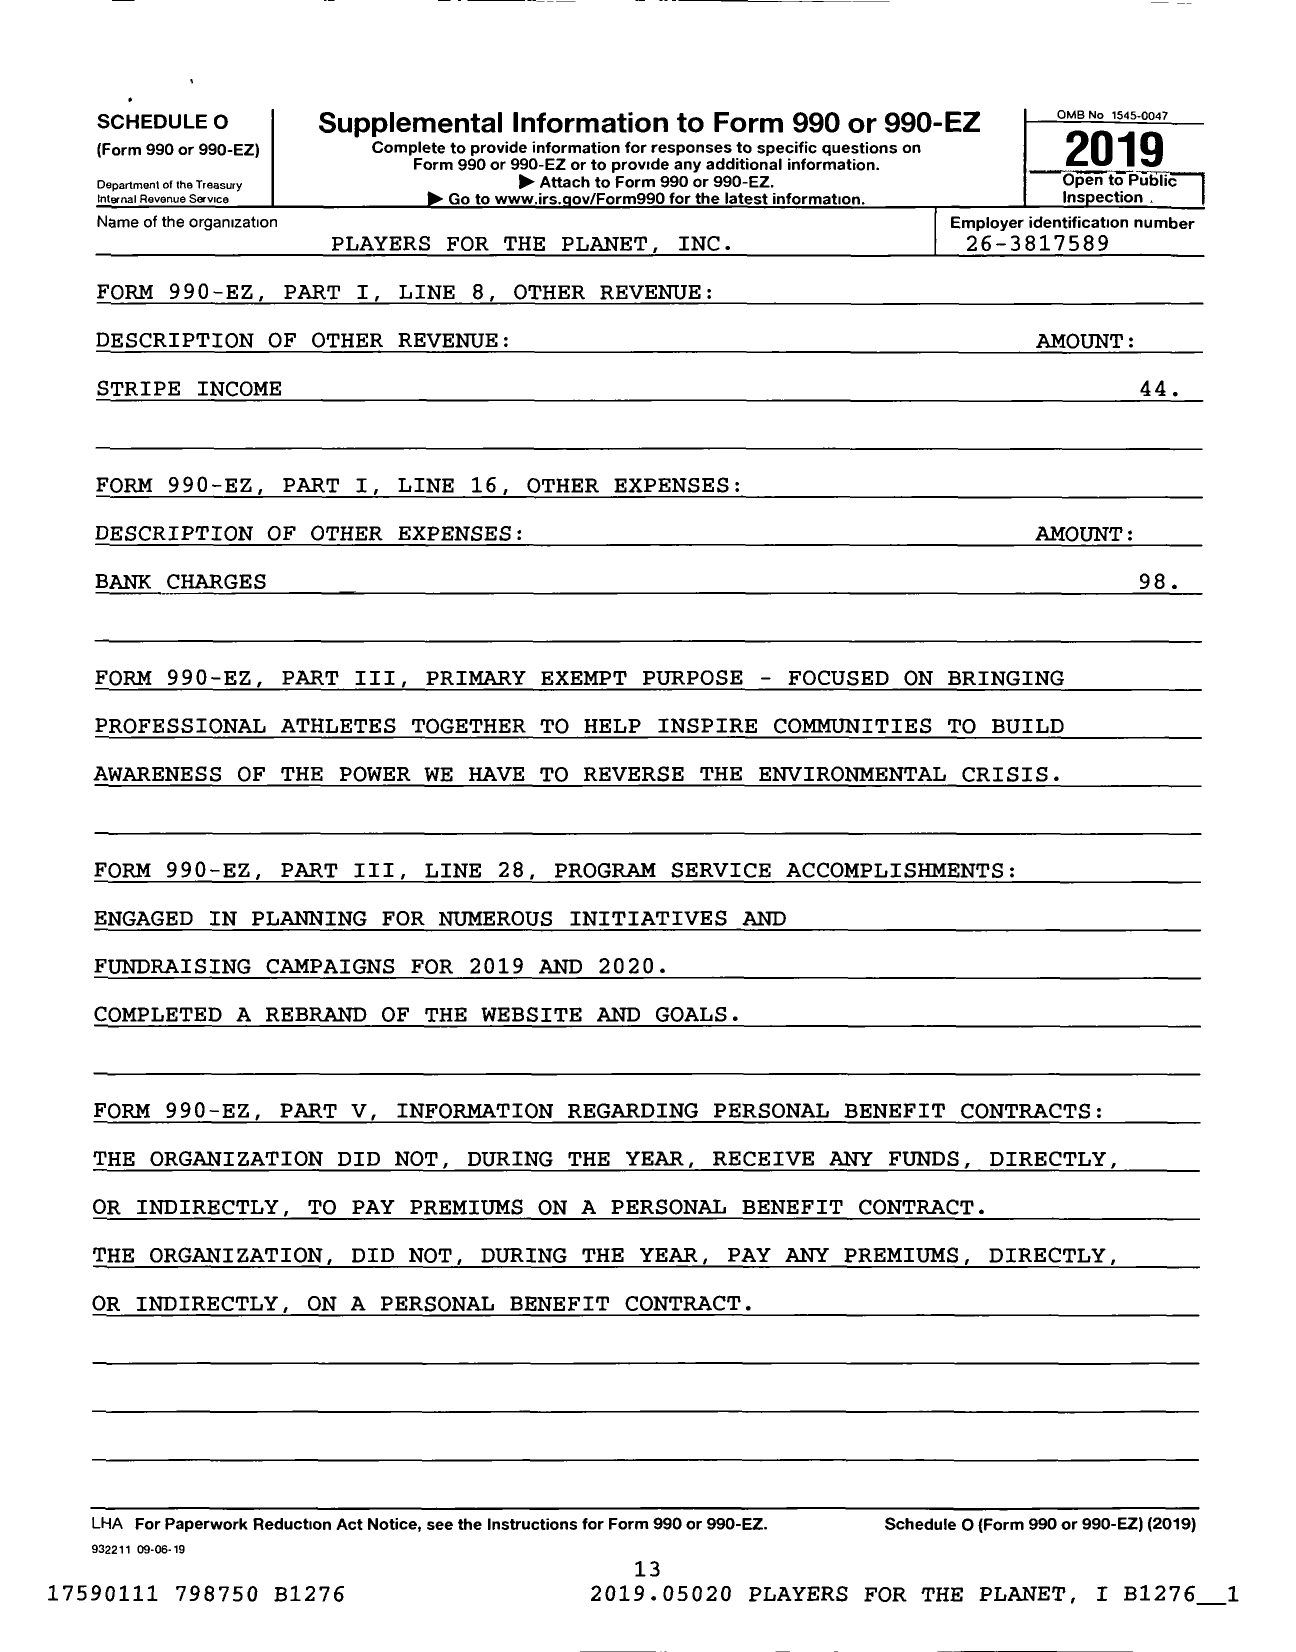 SCHEDULE O
(Form 990 or 990-EZ)
Department of the Treasury
Internal Revenue Service
Supplemental Information to Form 990 or 990-EZ
Complete to provide information for responses to specific questions on
Form 990 or 990-EZ or to provide any additional information.
▶ Attach to Form 990 or 990-EZ.
▶ Go to www.irs.gov/Form990 for the latest information.
OMB No 1545-0047
2019
Open to Public
Inspection
Name of the organization
PLAYERS FOR THE PLANET, INC.
Employer identification number
26-3817589
FORM 990-EZ, PART I, LINE 8, OTHER REVENUE:
DESCRIPTION OF OTHER REVENUE: AMOUNT:
STRIPE INCOME 44.
FORM 990-EZ, PART I, LINE 16, OTHER EXPENSES:
DESCRIPTION OF OTHER EXPENSES: AMOUNT:
BANK CHARGES 98.
FORM 990-EZ, PART III, PRIMARY EXEMPT PURPOSE - FOCUSED ON BRINGING
PROFESSIONAL ATHLETES TOGETHER TO HELP INSPIRE COMMUNITIES TO BUILD
AWARENESS OF THE POWER WE HAVE TO REVERSE THE ENVIRONMENTAL CRISIS.
FORM 990-EZ, PART III, LINE 28, PROGRAM SERVICE ACCOMPLISHMENTS:
ENGAGED IN PLANNING FOR NUMEROUS INITIATIVES AND
FUNDRAISING CAMPAIGNS FOR 2019 AND 2020.
COMPLETED A REBRAND OF THE WEBSITE AND GOALS.
FORM 990-EZ, PART V, INFORMATION REGARDING PERSONAL BENEFIT CONTRACTS:
THE ORGANIZATION DID NOT, DURING THE YEAR, RECEIVE ANY FUNDS, DIRECTLY,
OR INDIRECTLY, TO PAY PREMIUMS ON A PERSONAL BENEFIT CONTRACT.
THE ORGANIZATION, DID NOT, DURING THE YEAR, PAY ANY PREMIUMS, DIRECTLY,
OR INDIRECTLY, ON A PERSONAL BENEFIT CONTRACT.
LHA For Paperwork Reduction Act Notice, see the Instructions for Form 990 or 990-EZ. Schedule O (Form 990 or 990-EZ) (2019)
932211 09-06-19
13
17590111 798750 B1276 2019.05020 PLAYERS FOR THE PLANET, I B1276__1